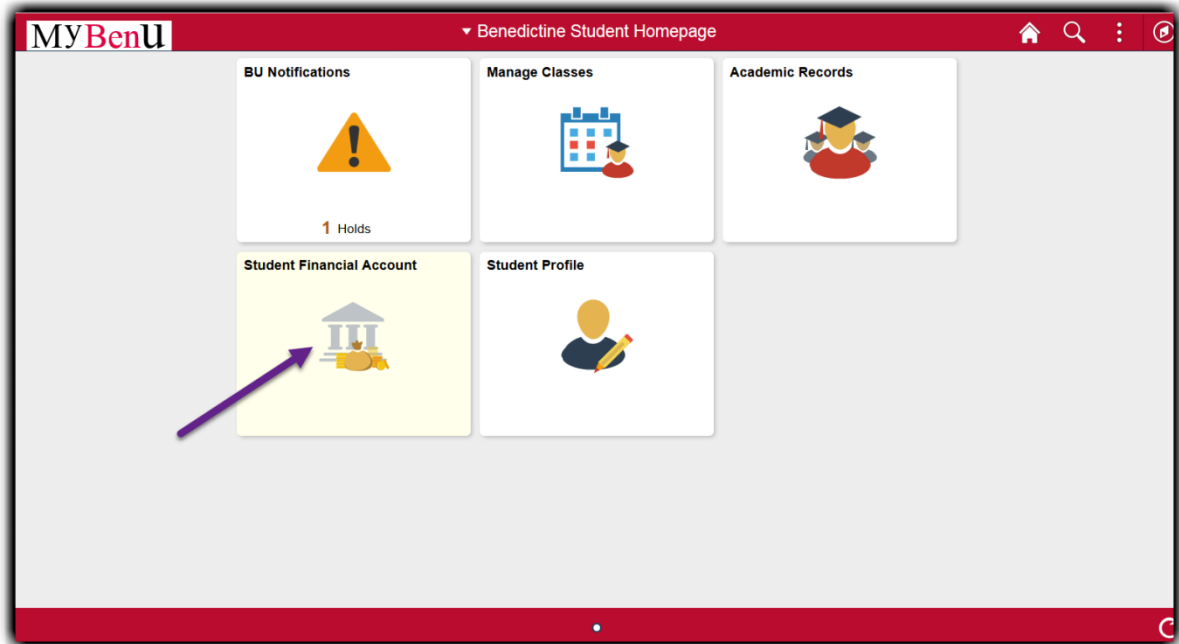 MyBenU
Benedictine Student Homepage
BU Notifications
Manage Classes
Academic Records
1 Holds
Student Financial Account
Student Profile